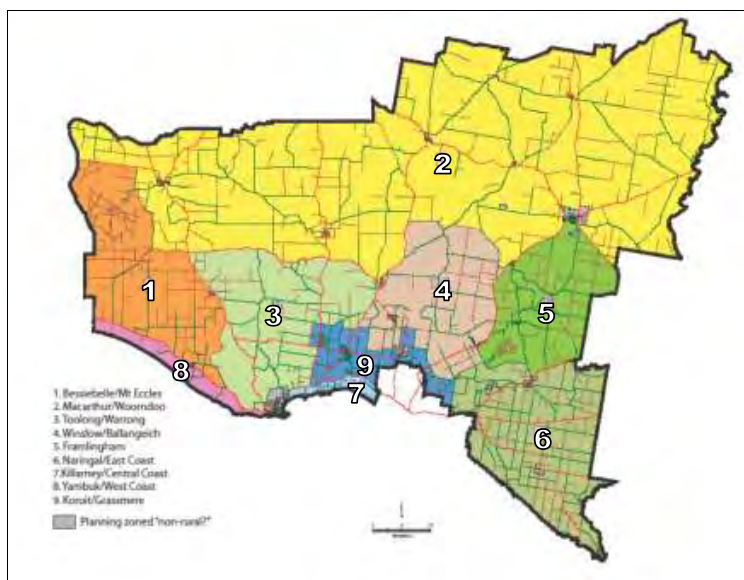 2
1
4
3
5
9
8
7
6
1. Bessiebelle/Mt Eccles
2. Macarthur/Woorndoo
3. Toolong/Warrong
4. Winslow/Ballangeich
5. Framlingham
6. Naringal/East Coast
7. Killarney/Central Coast
8. Yambuk/West Coast
9. Koroit/Grassmere
Planning zoned "non-rural?"